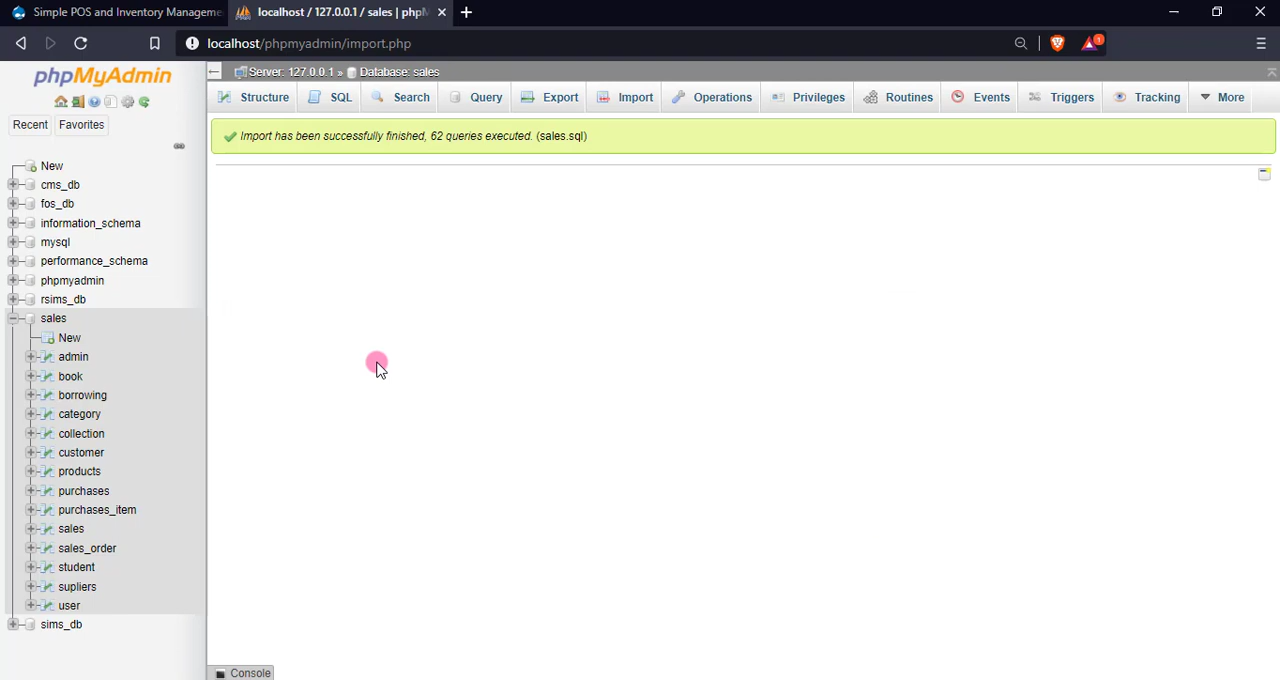 Simple POS and Inventory Manageme
localhost / 127.0.0.1 / sales | phpM
localhost/phpmyadmin/import.php
1
phpMyAdmin
Recent Favorites
New
cms_db
fos_db
information_schema
mysql
performance_schema
phpmyadmin
rsims_db
sales
New
admin
book
borrowing
category
collection
customer
products
purchases
purchases_item
sales
sales_order
student
supliers
user
sims_db
Server: 127.0.0.1 » Database: sales
Structure SQL Search Query Export Import Operations Privileges Routines Events Triggers Tracking More
Import has been successfully finished, 62 queries executed. (sales.sql)
Console